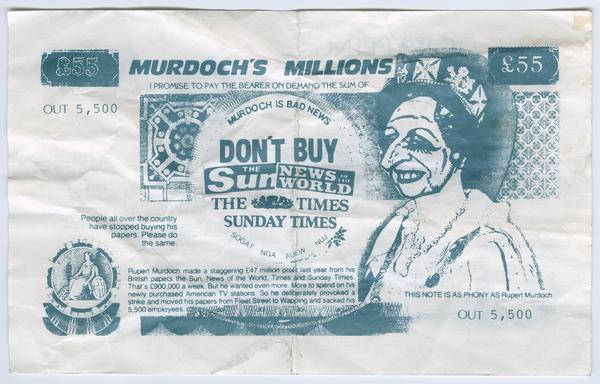 £55
MURDOCH'S MILLIONS
£55
I PROMISE TO PAY THE BEARER ON DEMAND THE SUM OF
OUT 5,500
MURDOCH IS BAD NEWS
DON'T BUY
THE Sun NEWS OF THE WORLD
THE TIMES
SUNDAY TIMES
SOGAT NGA AUEW NUJ
People all over the country
have stopped buying his
papers. Please do
the same.
Rupert Murdoch made a staggering £47 million profit last year from his
British papers the Sun, News of the World, Times and Sunday Times.
That's £900,000 a week. But he wanted even more. More to spend on his
newly purchased American TV stations. So he deliberately provoked a
strike and moved his papers from Fleet Street to Wapping and sacked his
5,500 employees.
THIS NOTE IS AS PHONY AS Rupert Murdoch
OUT 5,500
£55